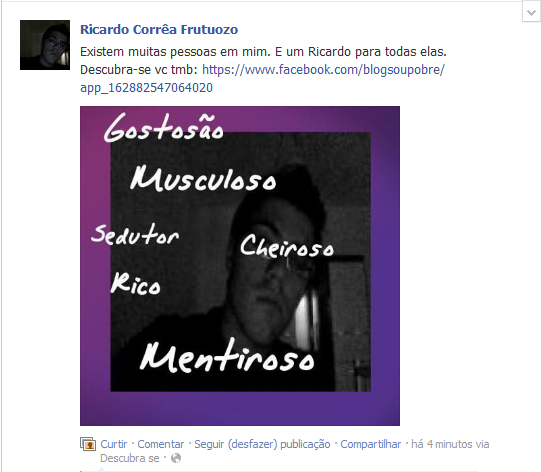 Ricardo Corrêa Frutuozo
Existem muitas pessoas em mim. E um Ricardo para todas elas.
Descubra-se vc tmb: https://www.facebook.com/blogsoupobre/
app_162882547064020
Gostosão
Musculoso
Sedutor
Cheiroso
Rico
Mentiroso
Curtir · Comentar · Seguir (desfazer) publicação · Compartilhar · há 4 minutos via
Descubra se ·